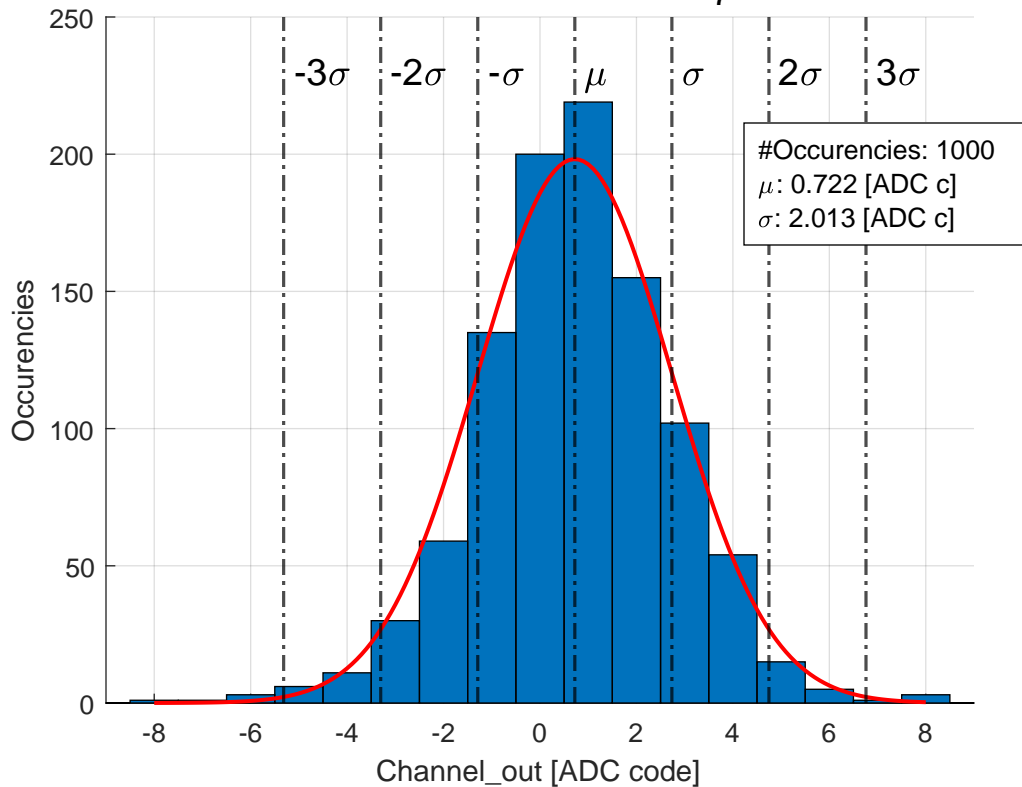 250
-3σ -2σ -σ μ σ 2σ 3σ
#Occurencies: 1000
μ: 0.722 [ADC c]
σ: 2.013 [ADC c]
200
150
100
50
0
Occurencies
-8 -6 -4 -2 0 2 4 6 8
Channel_out [ADC code]